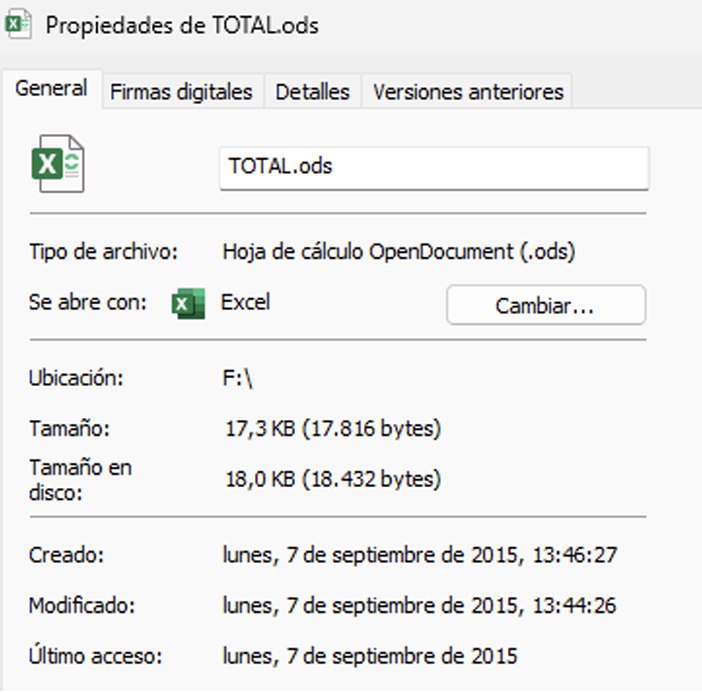 Propiedades de TOTAL.ods
General Firmas digitales Detalles Versiones anteriores
TOTAL.ods
Tipo de archivo: Hoja de cálculo OpenDocument (.ods)
Se abre con: Excel Cambiar...
Ubicación: F:\
Tamaño: 17,3 KB (17.816 bytes)
Tamaño en
disco: 18,0 KB (18.432 bytes)
Creado: lunes, 7 de septiembre de 2015, 13:46:27
Modificado: lunes, 7 de septiembre de 2015, 13:44:26
Último acceso: lunes, 7 de septiembre de 2015